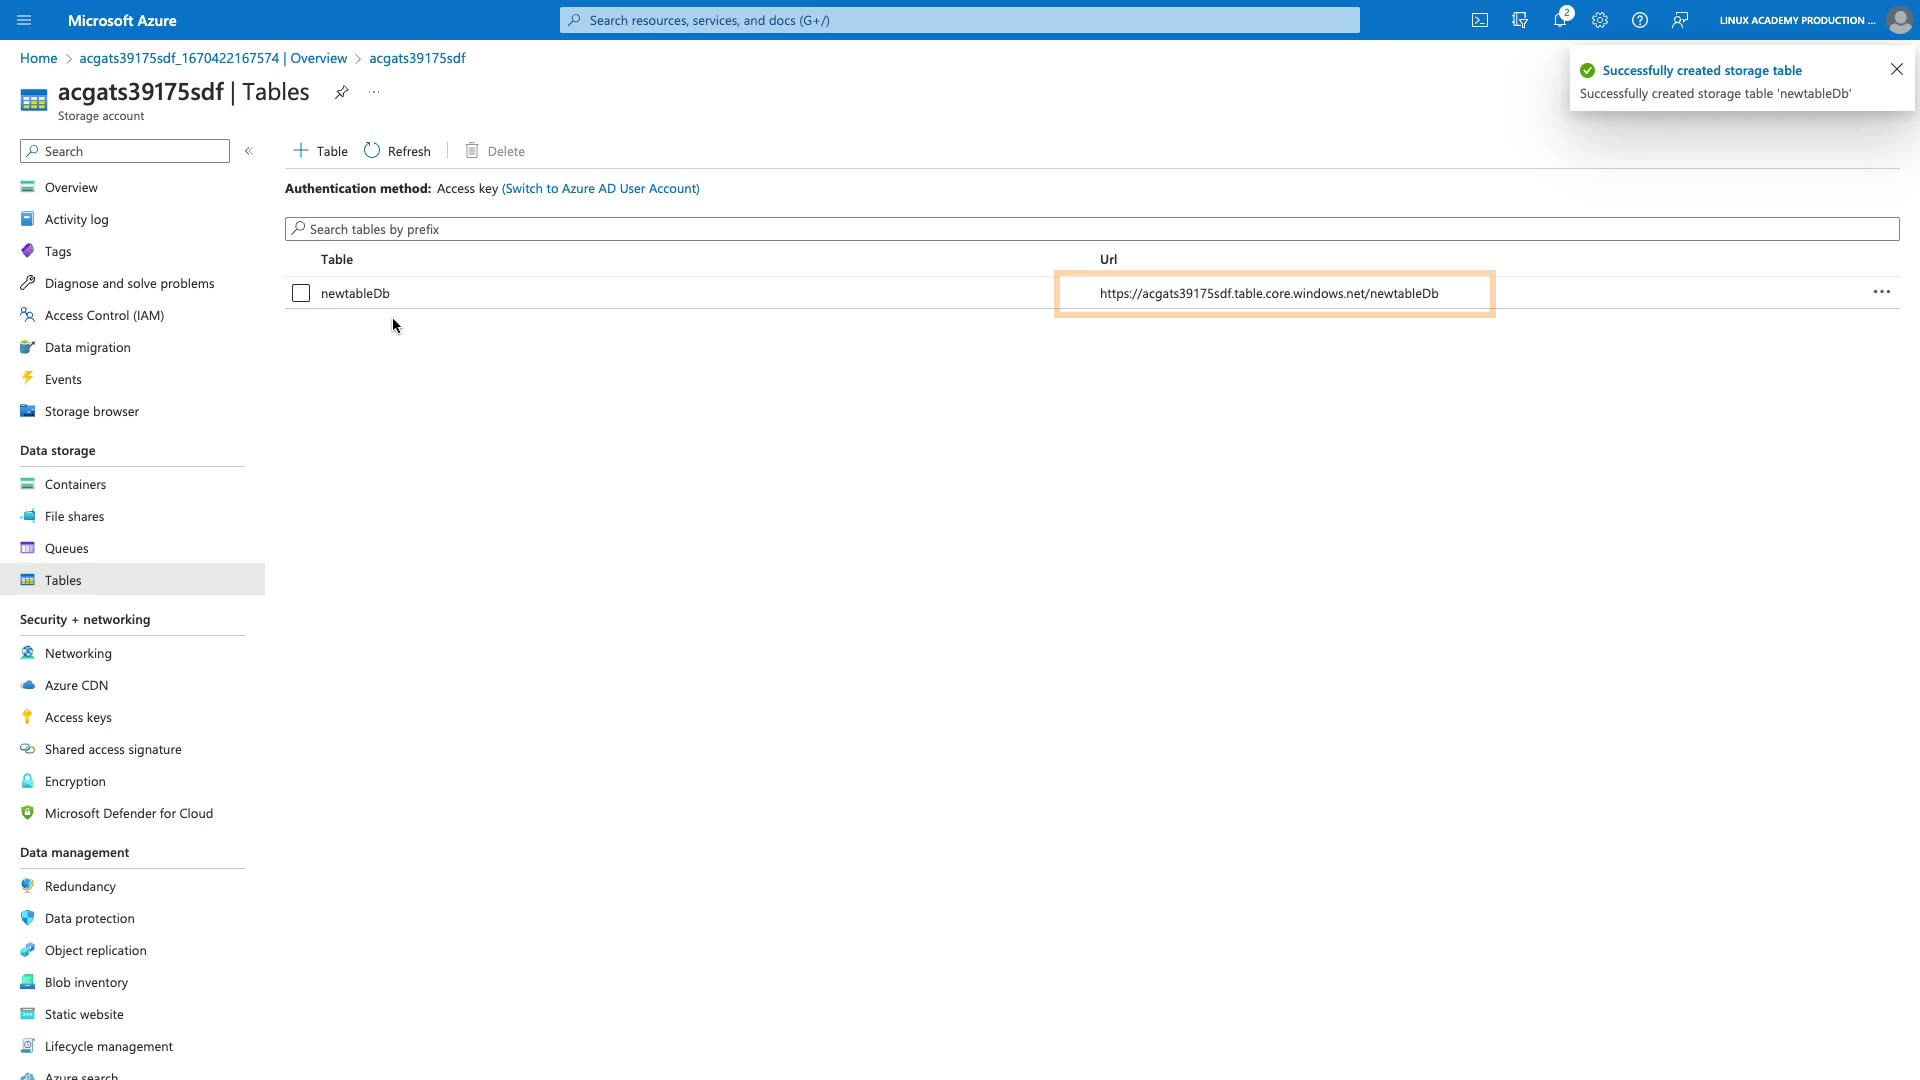 Microsoft Azure
Search resources, services, and docs (G+/)
2
LINUX ACADEMY PRODUCTION ...
Home > acgats39175sdf_1670422167574 | Overview > acgats39175sdf
acgats39175sdf | Tables
...
Storage account
Successfully created storage table
Successfully created storage table 'newtableDb'
Search
«
Table
Refresh
Delete
Authentication method: Access key (Switch to Azure AD User Account)
Search tables by prefix
Table
Url
newtableDb
https://acgats39175sdf.table.core.windows.net/newtableDb
...
Overview
Activity log
Tags
Diagnose and solve problems
Access Control (IAM)
Data migration
Events
Storage browser
Data storage
Containers
File shares
Queues
Tables
Security + networking
Networking
Azure CDN
Access keys
Shared access signature
Encryption
Microsoft Defender for Cloud
Data management
Redundancy
Data protection
Object replication
Blob inventory
Static website
Lifecycle management
Azure search